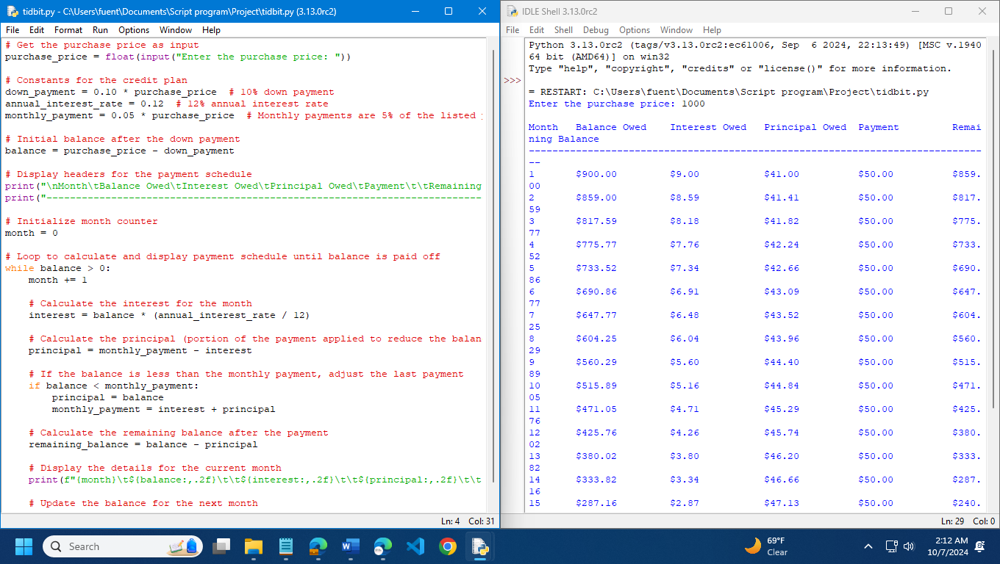 tidbit.py - C:\Users\fuent\Documents\Script program\Project\tidbit.py (3.13.0rc2)
File Edit Format Run Options Window Help
# Get the purchase price as input
purchase_price = float(input("Enter the purchase price: "))
# Constants for the credit plan
down_payment = 0.10 * purchase_price  # 10% down payment
annual_interest_rate = 0.12  # 12% annual interest rate
monthly_payment = 0.05 * purchase_price  # Monthly payments are 5% of the listed
# Initial balance after the down payment
balance = purchase_price - down_payment
# Display headers for the payment schedule
print("\nMonth\tBalance Owed\tInterest Owed\tPrincipal Owed\tPayment\t\tRemaining
print("--------------------------------------------------------------------------
# Initialize month counter
month = 0
# Loop to calculate and display payment schedule until balance is paid off
while balance > 0:
    month += 1
    # Calculate the interest for the month
    interest = balance * (annual_interest_rate / 12)
    # Calculate the principal (portion of the payment applied to reduce the balan
    principal = monthly_payment - interest
    # If the balance is less than the monthly payment, adjust the last payment
    if balance < monthly_payment:
        principal = balance
        monthly_payment = interest + principal
    # Calculate the remaining balance after the payment
    remaining_balance = balance - principal
    # Display the details for the current month
    print(f"{month}\t${balance:,.2f}\t\t${interest:,.2f}\t\t${principal:,.2f}\t\t
    # Update the balance for the next month
Ln: 4 Col: 31
IDLE Shell 3.13.0rc2
File Edit Shell Debug Options Window Help
Python 3.13.0rc2 (tags/v3.13.0rc2:ec61006, Sep  6 2024, 22:13:49) [MSC v.1940
64 bit (AMD64)] on win32
Type "help", "copyright", "credits" or "license()" for more information.
>>>
= RESTART: C:\Users\fuent\Documents\Script program\Project\tidbit.py
Enter the purchase price: 1000
Month Balance Owed Interest Owed Principal Owed Payment Remai
ning Balance
-----------------------------------------------------------------------------
--
1 $900.00 $9.00 $41.00 $50.00 $859.
00
2 $859.00 $8.59 $41.41 $50.00 $817.
59
3 $817.59 $8.18 $41.82 $50.00 $775.
77
4 $775.77 $7.76 $42.24 $50.00 $733.
52
5 $733.52 $7.34 $42.66 $50.00 $690.
86
6 $690.86 $6.91 $43.09 $50.00 $647.
77
7 $647.77 $6.48 $43.52 $50.00 $604.
25
8 $604.25 $6.04 $43.96 $50.00 $560.
29
9 $560.29 $5.60 $44.40 $50.00 $515.
89
10 $515.89 $5.16 $44.84 $50.00 $471.
05
11 $471.05 $4.71 $45.29 $50.00 $425.
76
12 $425.76 $4.26 $45.74 $50.00 $380.
02
13 $380.02 $3.80 $46.20 $50.00 $333.
82
14 $333.82 $3.34 $46.66 $50.00 $287.
16
15 $287.16 $2.87 $47.13 $50.00 $240.
Ln: 29 Col: 0
Search
69°F
Clear
2:12 AM
10/7/2024